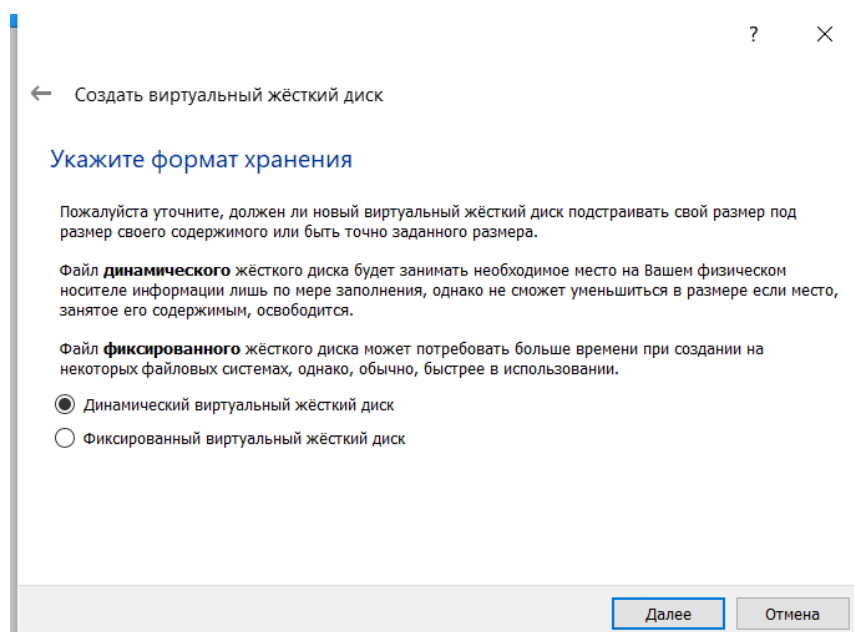 ?
Создать виртуальный жёсткий диск
Укажите формат хранения
Пожалуйста уточните, должен ли новый виртуальный жёсткий диск подстраивать свой размер под
размер своего содержимого или быть точно заданного размера.
Файл динамического жёсткого диска будет занимать необходимое место на Вашем физическом
носителе информации лишь по мере заполнения, однако не сможет уменьшиться в размере если место,
занятое его содержимым, освободится.
Файл фиксированного жёсткого диска может потребовать больше времени при создании на
некоторых файловых системах, однако, обычно, быстрее в использовании.
Динамический виртуальный жёсткий диск
Фиксированный виртуальный жёсткий диск
Далее Отмена